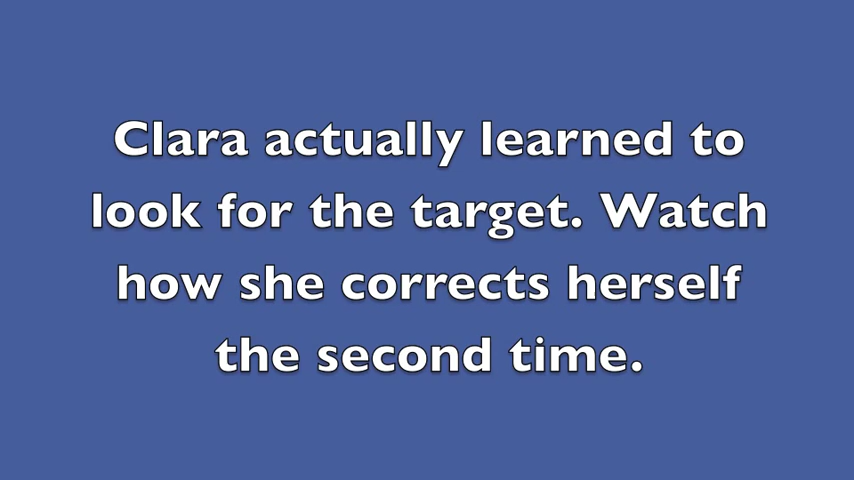 Clara actually learned to
look for the target. Watch
how she corrects herself
the second time.